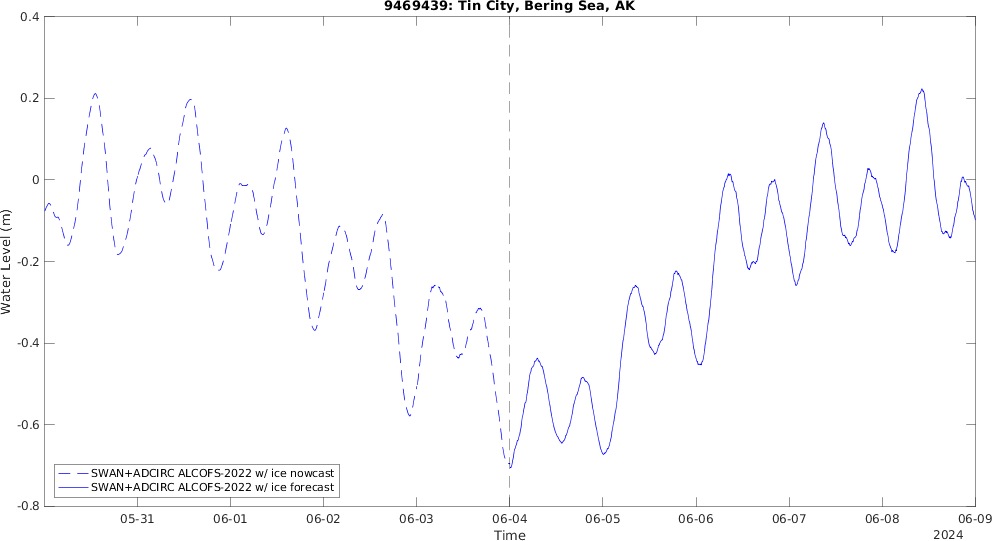 9469439: Tin City, Bering Sea, AK
0.4
0.2
0
-0.2
-0.4
-0.6
-0.8
Water Level (m)
SWAN+ADCIRC ALCOFS-2022 w/ ice nowcast
SWAN+ADCIRC ALCOFS-2022 w/ ice forecast
05-31 06-01 06-02 06-03 06-04 06-05 06-06 06-07 06-08 06-09
Time
2024